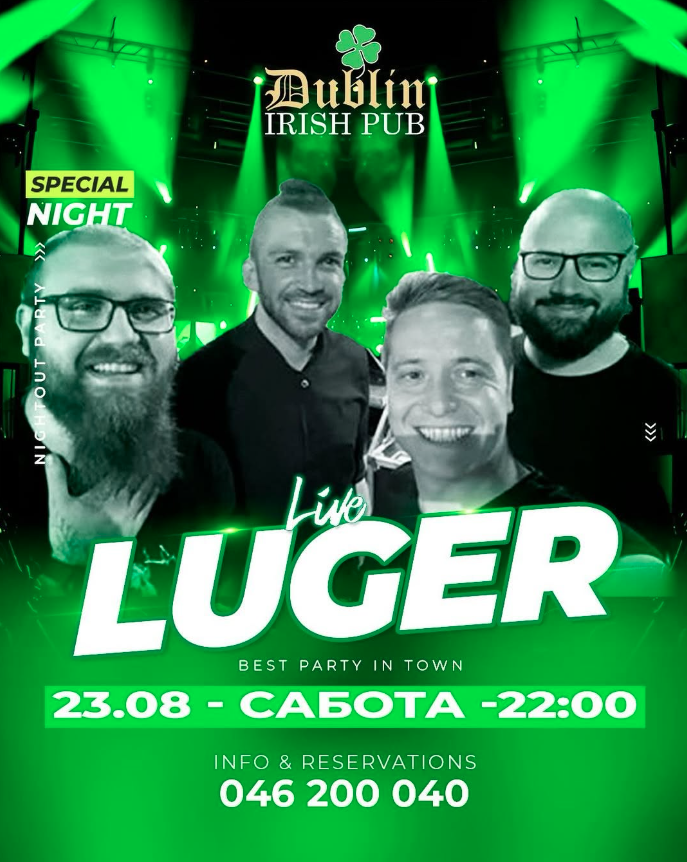 Dublin
IRISH PUB
SPECIAL
NIGHT
NIGHTOUT PARTY >>>
Live
LUGER
BEST PARTY IN TOWN
23.08 - САБОТА -22:00
INFO & RESERVATIONS
046 200 040